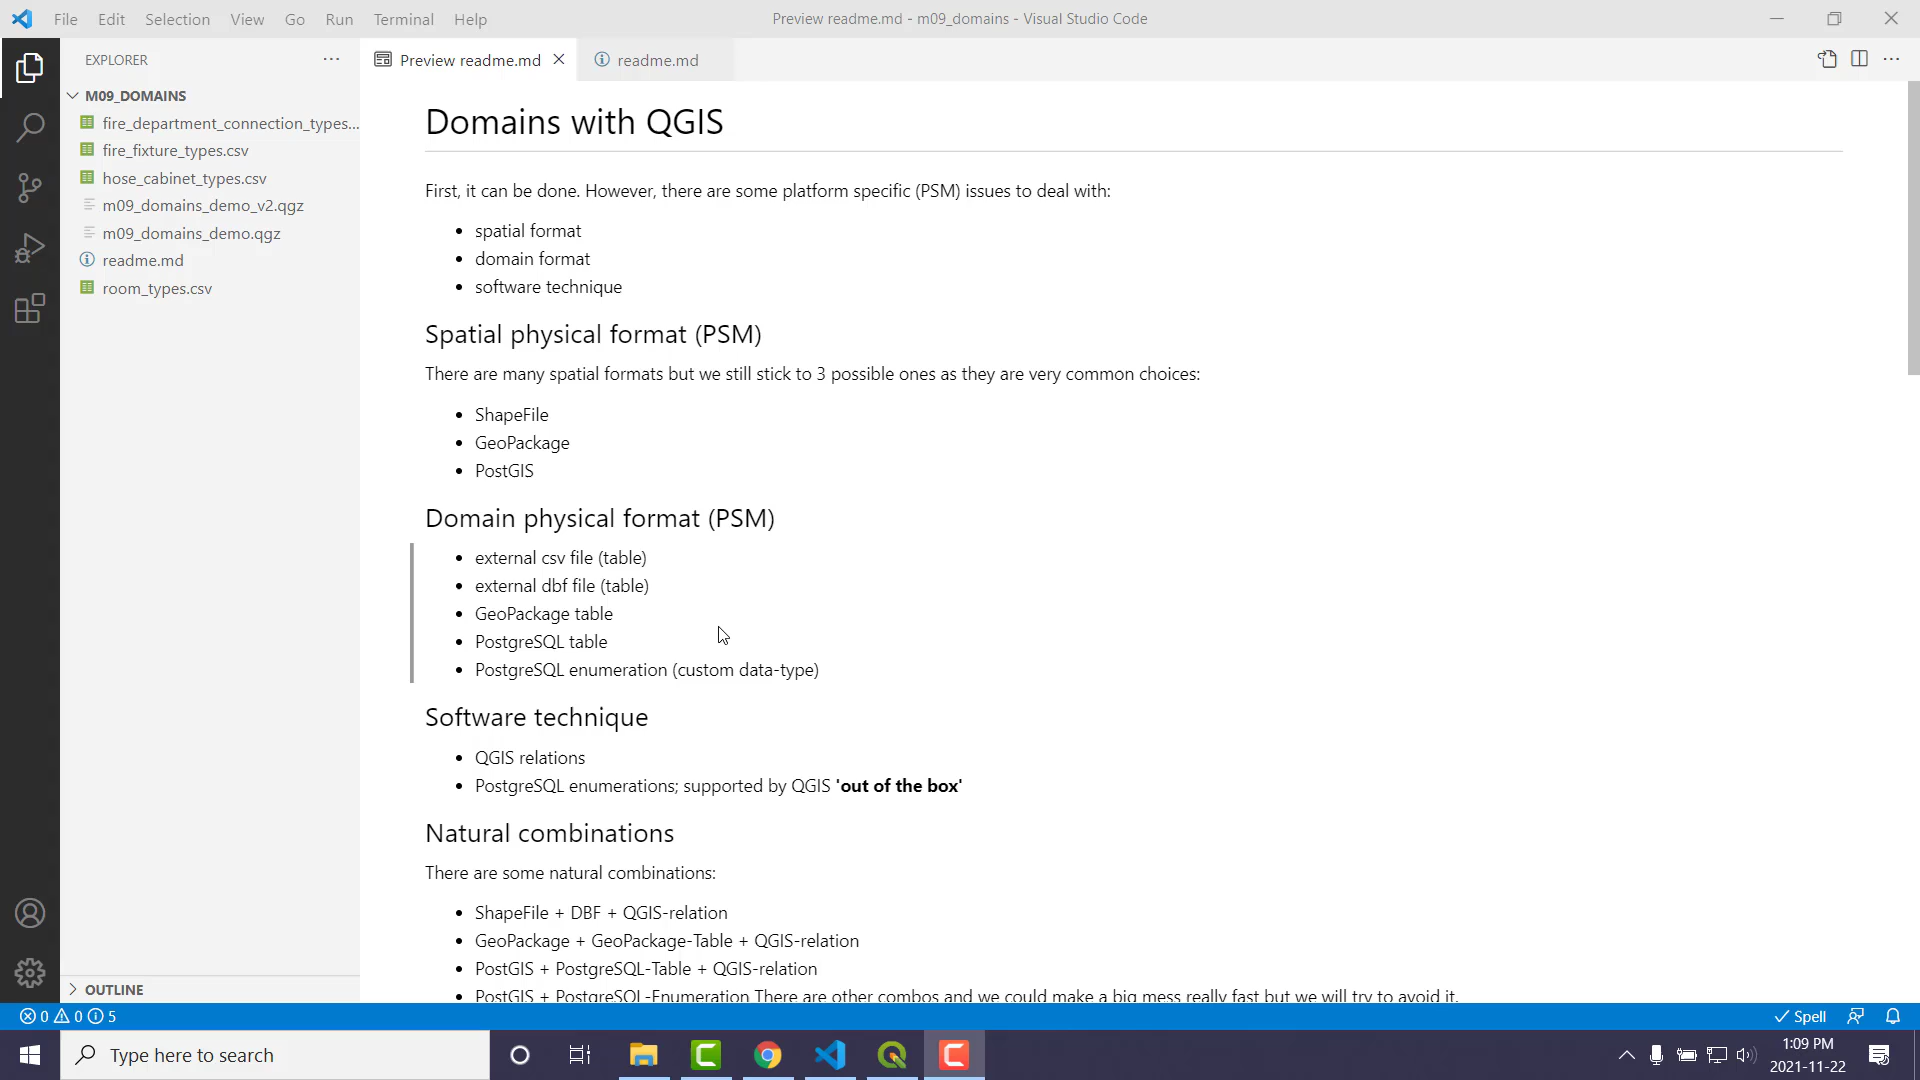 File Edit Selection View Go Run Terminal Help
Preview readme.md - m09_domains - Visual Studio Code
EXPLORER
M09_DOMAINS
fire_department_connection_types...
fire_fixture_types.csv
hose_cabinet_types.csv
m09_domains_demo_v2.qgz
m09_domains_demo.qgz
readme.md
room_types.csv
OUTLINE
Preview readme.md
readme.md
Domains with QGIS
First, it can be done. However, there are some platform specific (PSM) issues to deal with:
spatial format
domain format
software technique
Spatial physical format (PSM)
There are many spatial formats but we still stick to 3 possible ones as they are very common choices:
ShapeFile
GeoPackage
PostGIS
Domain physical format (PSM)
external csv file (table)
external dbf file (table)
GeoPackage table
PostgreSQL table
PostgreSQL enumeration (custom data-type)
Software technique
QGIS relations
PostgreSQL enumerations; supported by QGIS 'out of the box'
Natural combinations
There are some natural combinations:
ShapeFile + DBF + QGIS-relation
GeoPackage + GeoPackage-Table + QGIS-relation
PostGIS + PostgreSQL-Table + QGIS-relation
PostGIS + PostgreSQL-Enumeration There are other combos and we could make a big mess really fast but we will try to avoid it.
0 0 5
Spell
Type here to search
1:09 PM
2021-11-22